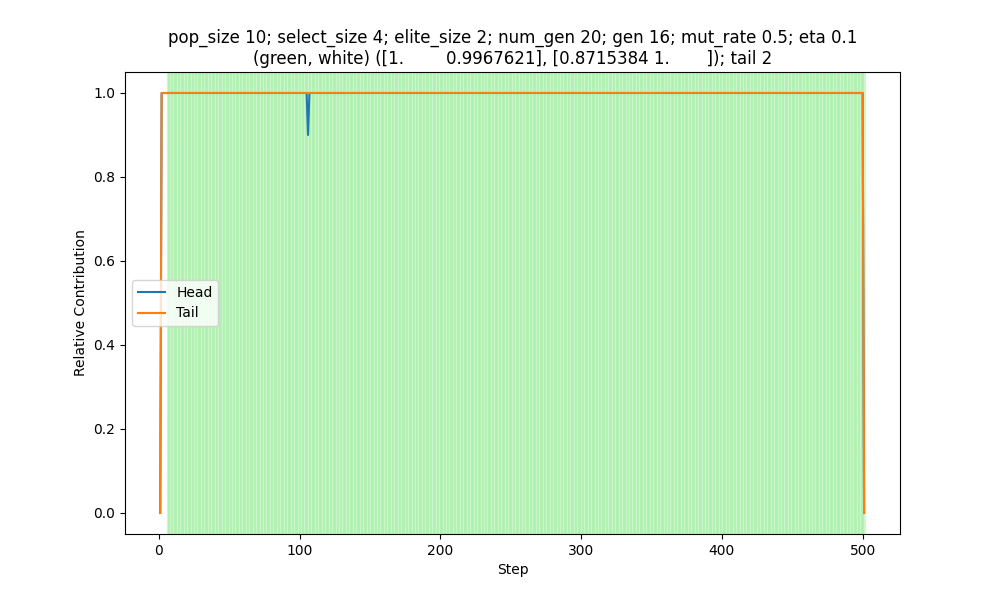 pop_size 10; select_size 4; elite_size 2; num_gen 20; gen 16; mut_rate 0.5; eta 0.1
(green, white) ([1.        0.9967621], [0.8715384 1.       ]); tail 2
1.0
0.8
0.6
0.4
0.2
0.0
Relative Contribution
Head
Tail
0 100 200 300 400 500
Step